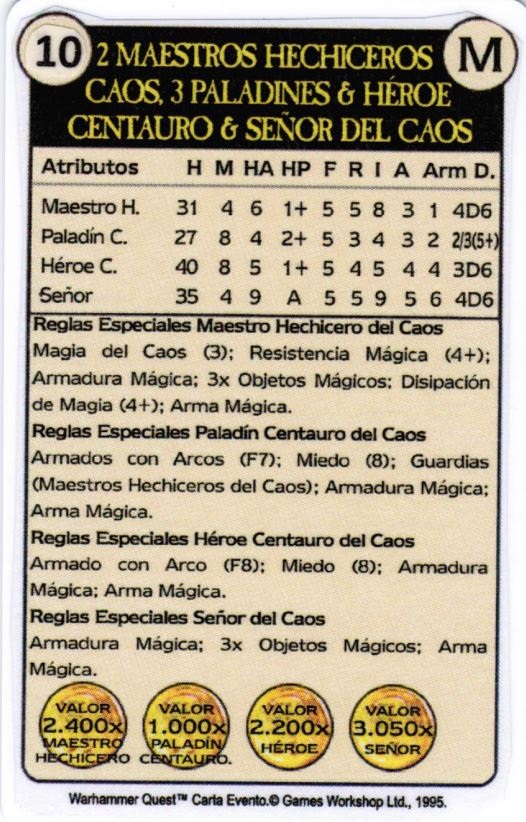 10 2 MAESTROS HECHICEROS M
CAOS, 3 PALADINES & HÉROE
CENTAURO & SEÑOR DEL CAOS
Atributos H M HA HP F R I A Arm D.
Maestro H. 31 4 6 1+ 5 5 8 3 1 4D6
Paladín C. 27 8 4 2+ 5 3 4 3 2 2/3(5+)
Héroe C. 40 8 5 1+ 5 4 5 4 4 3D6
Señor 35 4 9 A 5 5 9 5 6 4D6
Reglas Especiales Maestro Hechicero del Caos
Magia del Caos (3); Resistencia Mágica (4+);
Armadura Mágica; 3x Objetos Mágicos; Disipación
de Magia (4+); Arma Mágica.
Reglas Especiales Paladín Centauro del Caos
Armados con Arcos (F7); Miedo (8); Guardias
(Maestros Hechiceros del Caos); Armadura Mágica;
Arma Mágica.
Reglas Especiales Héroe Centauro del Caos
Armado con Arco (F8); Miedo (8); Armadura
Mágica; Arma Mágica.
Reglas Especiales Señor del Caos
Armadura Mágica; 3x Objetos Mágicos; Arma
Mágica.
VALOR VALOR VALOR VALOR
2.400x 1.000x 2.200x 3.050x
MAESTRO PALADÍN HÉROE SEÑOR
HECHICERO CENTAURO.
Warhammer Quest™ Carta Evento.© Games Workshop Ltd., 1995.